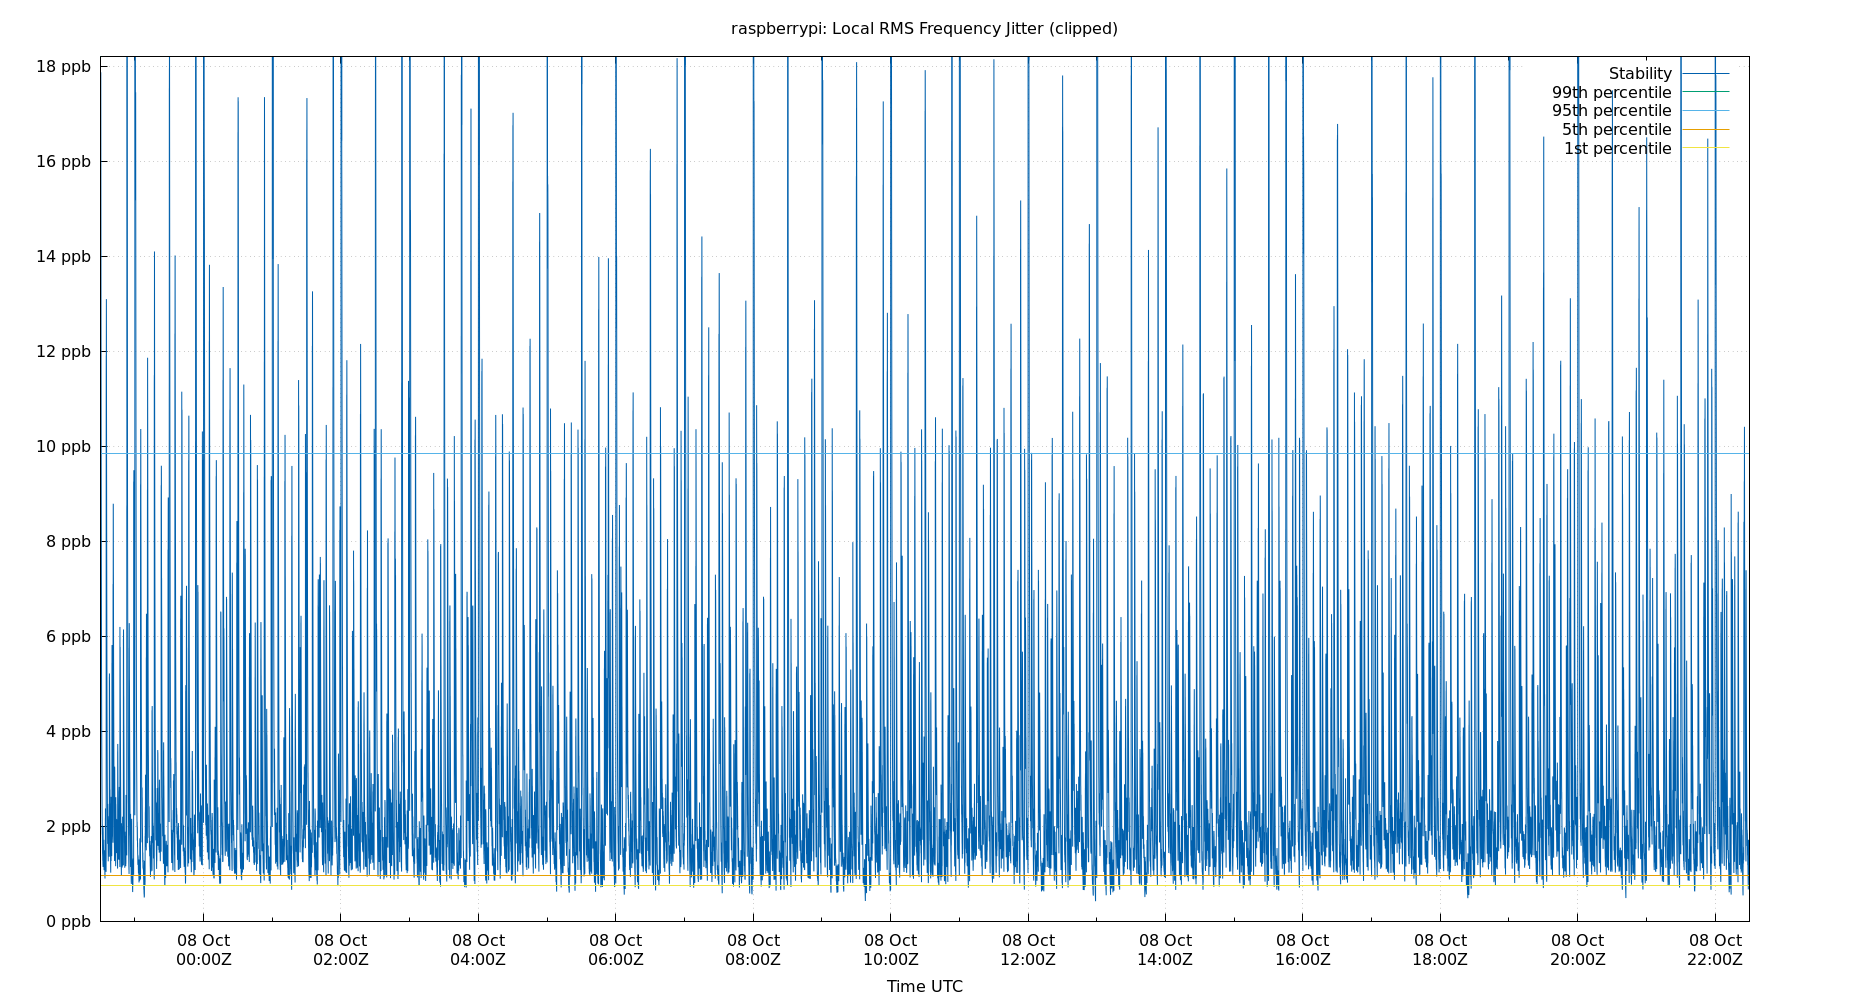 raspberrypi: Local RMS Frequency Jitter (clipped)
18 ppb
16 ppb
14 ppb
12 ppb
10 ppb
8 ppb
6 ppb
4 ppb
2 ppb
0 ppb
Stability
99th percentile
95th percentile
5th percentile
1st percentile
08 Oct 08 Oct 08 Oct 08 Oct 08 Oct 08 Oct 08 Oct 08 Oct 08 Oct 08 Oct 08 Oct 08 Oct
00:00Z 02:00Z 04:00Z 06:00Z 08:00Z 10:00Z 12:00Z 14:00Z 16:00Z 18:00Z 20:00Z 22:00Z
Time UTC